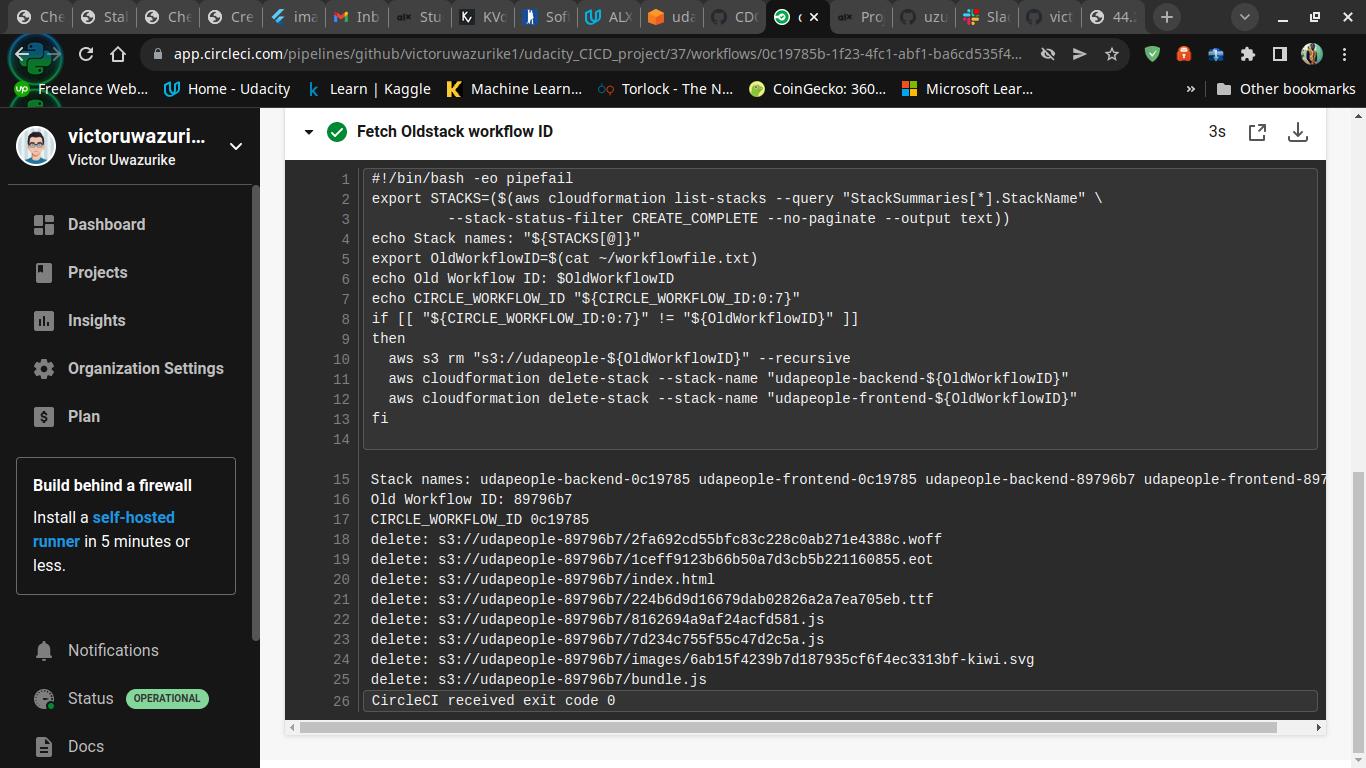 Che
Stal
Che
Cre
ima
Inb
Stu
KVo
Sof
ALX
uda
CDC
c
Pro
uzu
Slac
vict
44.
app.circleci.com/pipelines/github/victoruwazurike1/udacity_CICD_project/37/workflows/0c19785b-1f23-4fc1-abf1-ba6cd535f4...
Freelance Web...
Home - Udacity
Learn | Kaggle
Machine Learn...
Torlock - The N...
CoinGecko: 360...
Microsoft Lear...
»
Other bookmarks
victoruwazuri...
Victor Uwazurike
Dashboard
Projects
Insights
Organization Settings
Plan
Build behind a firewall
Install a self-hosted
runner in 5 minutes or
less.
Notifications
Status OPERATIONAL
Docs
Fetch Oldstack workflow ID
3s
1 #!/bin/bash -eo pipefail
2 export STACKS=($(aws cloudformation list-stacks --query "StackSummaries[*].StackName" \
3 --stack-status-filter CREATE_COMPLETE --no-paginate --output text))
4 echo Stack names: "${STACKS[@]}"
5 export OldWorkflowID=$(cat ~/workflowfile.txt)
6 echo Old Workflow ID: $OldWorkflowID
7 echo CIRCLE_WORKFLOW_ID "${CIRCLE_WORKFLOW_ID:0:7}"
8 if [[ "${CIRCLE_WORKFLOW_ID:0:7}" != "${OldWorkflowID}" ]]
9 then
10 aws s3 rm "s3://udapeople-${OldWorkflowID}" --recursive
11 aws cloudformation delete-stack --stack-name "udapeople-backend-${OldWorkflowID}"
12 aws cloudformation delete-stack --stack-name "udapeople-frontend-${OldWorkflowID}"
13 fi
14
15 Stack names: udapeople-backend-0c19785 udapeople-frontend-0c19785 udapeople-backend-89796b7 udapeople-frontend-897
16 Old Workflow ID: 89796b7
17 CIRCLE_WORKFLOW_ID 0c19785
18 delete: s3://udapeople-89796b7/2fa692cd55bfc83c228c0ab271e4388c.woff
19 delete: s3://udapeople-89796b7/1ceff9123b66b50a7d3cb5b221160855.eot
20 delete: s3://udapeople-89796b7/index.html
21 delete: s3://udapeople-89796b7/224b6d9d16679dab02826a2a7ea705eb.ttf
22 delete: s3://udapeople-89796b7/8162694a9af24acfd581.js
23 delete: s3://udapeople-89796b7/7d234c755f55c47d2c5a.js
24 delete: s3://udapeople-89796b7/images/6ab15f4239b7d187935cf6f4ec3313bf-kiwi.svg
25 delete: s3://udapeople-89796b7/bundle.js
26 CircleCI received exit code 0